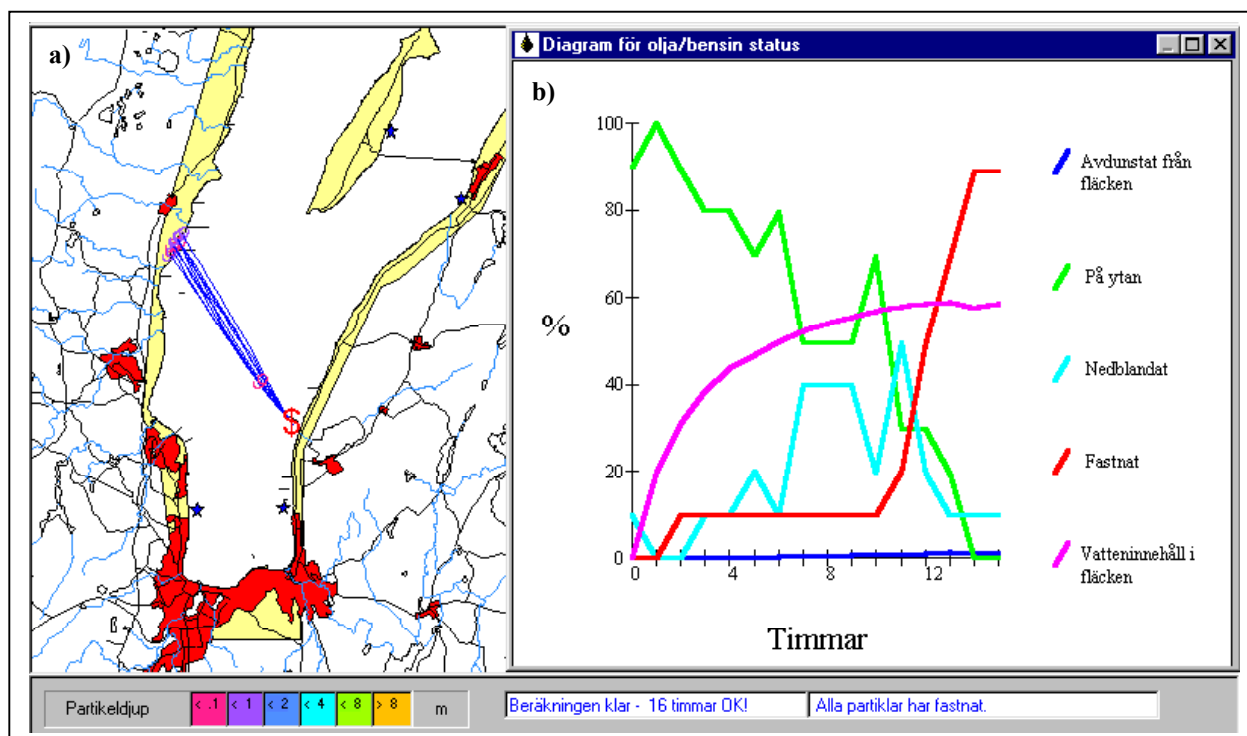 a)
Diagram för olja/bensin status
b)
100
80
60
40
20
0
%
0 4 8 12
Timmar
Avdunstat från
fläcken
På ytan
Nedblandat
Fastnat
Vatteninnehåll i
fläcken
$
Partikeldjup
< .1 < 1 < 2 < 4 < 8 > 8 m
Beräkningen klar - 16 timmar OK!
Alla partiklar har fastnat.